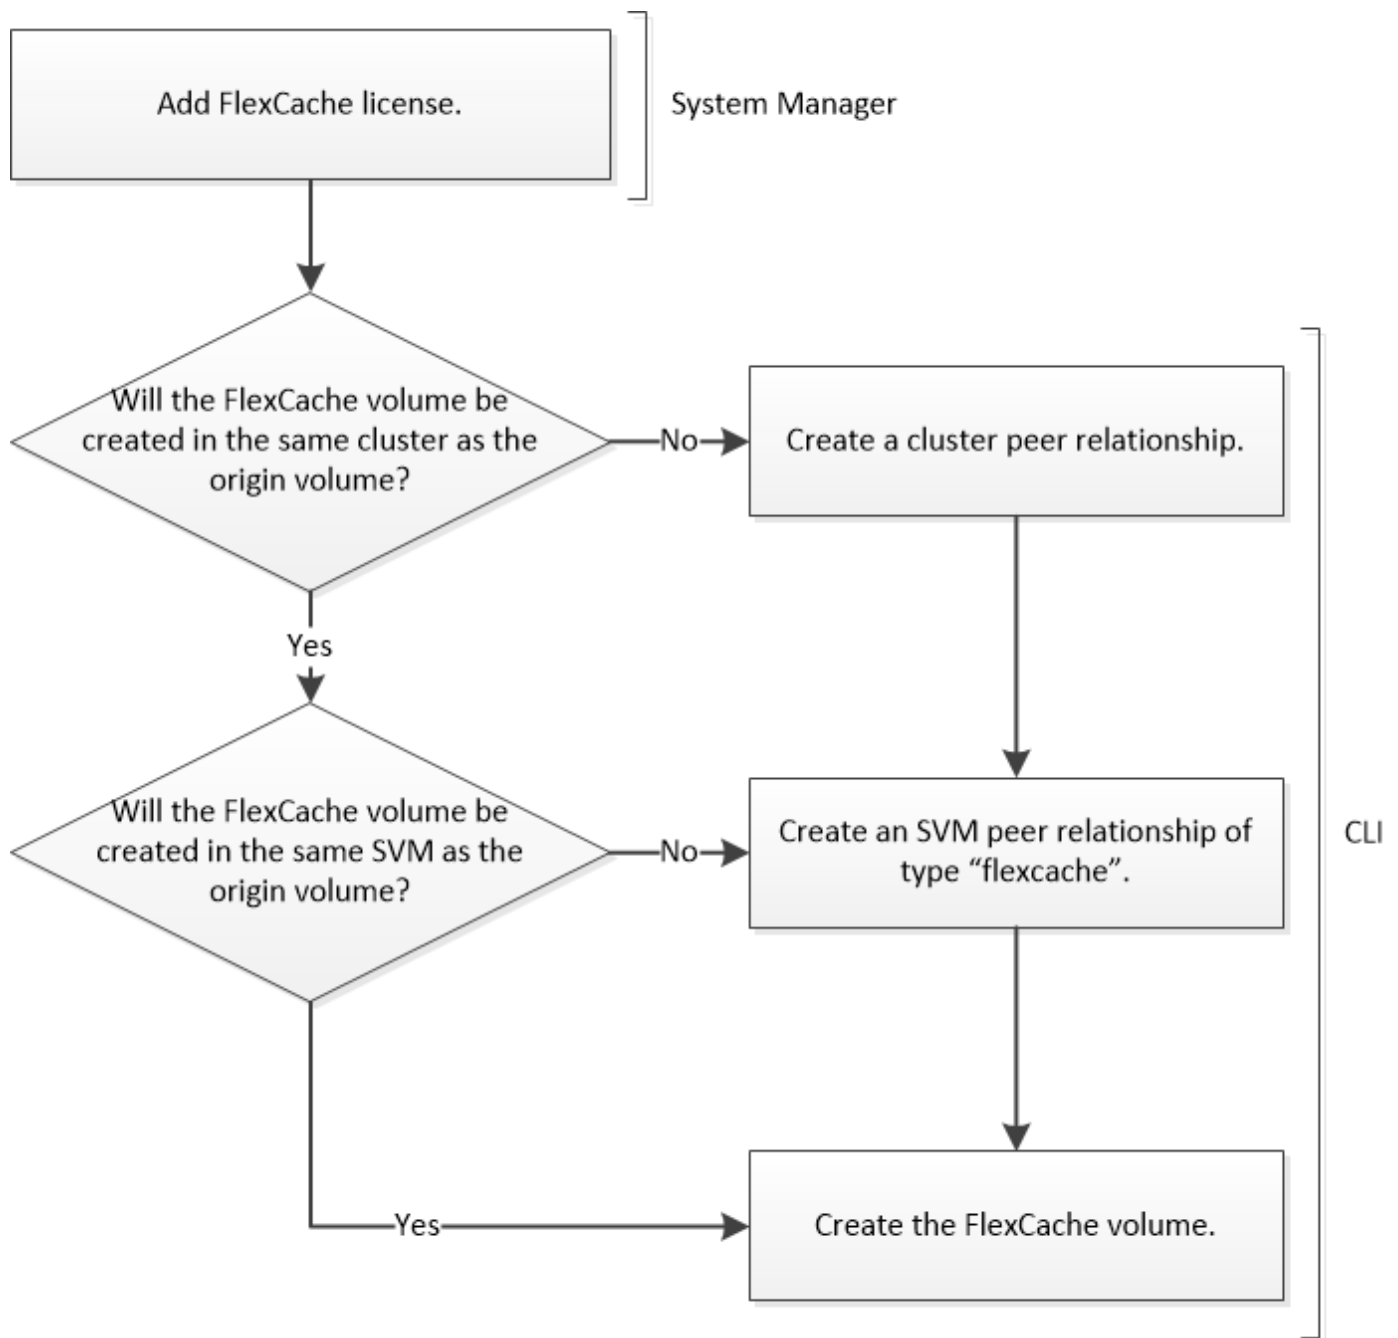 Add FlexCache license.
System Manager
Will the FlexCache volume be
created in the same cluster as the
origin volume?
No
Create a cluster peer relationship.
Yes
Will the FlexCache volume be
created in the same SVM as the
origin volume?
No
Create an SVM peer relationship of
type “flexcache”.
CLI
Yes
Create the FlexCache volume.